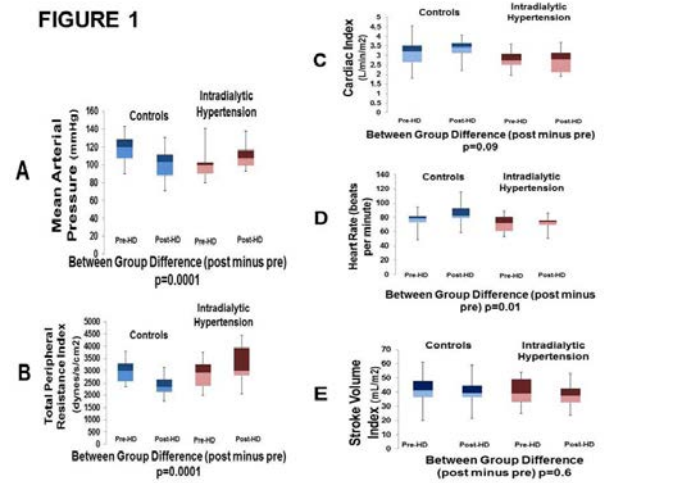 FIGURE 1
A
Mean Arterial
Pressure (mmHg)
160
140
120
100
80
60
40
20
0
Controls
Intradialytic
Hypertension
Pre-HD
Post-HD
Pre-HD
Post-HD
Between Group Difference (post minus pre)
p=0.0001
B
Total Peripheral
Resistance Index
(dynes/s/cm2)
5000
4500
4000
3500
3000
2500
2000
1500
1000
500
0
Controls
Intradialytic
Hypertension
Pre-HD
Post-HD
Pre-HD
Post-HD
Between Group Difference (post minus pre)
p=0.0001
C
Cardiac Index
(L/min/m2)
5
4.5
4
3.5
3
2.5
2
1.5
1
0.5
0
Controls
Intradialytic
Hypertension
Pre-HD
Post-HD
Pre-HD
Post-HD
Between Group Difference (post minus pre)
p=0.09
D
Heart Rate (beats
per minute)
140
120
100
80
60
40
20
0
Controls
Intradialytic
Hypertension
Pre-HD
Post-HD
Pre-HD
Post-HD
Between Group Difference (post minus
pre) p=0.01
E
Stroke Volume
Index (mL/m2)
70
60
50
40
30
20
10
0
Controls
Intradialytic
Hypertension
Pre-HD
Post-HD
Pre-HD
Post-HD
Between Group Difference
(post minus pre) p=0.6